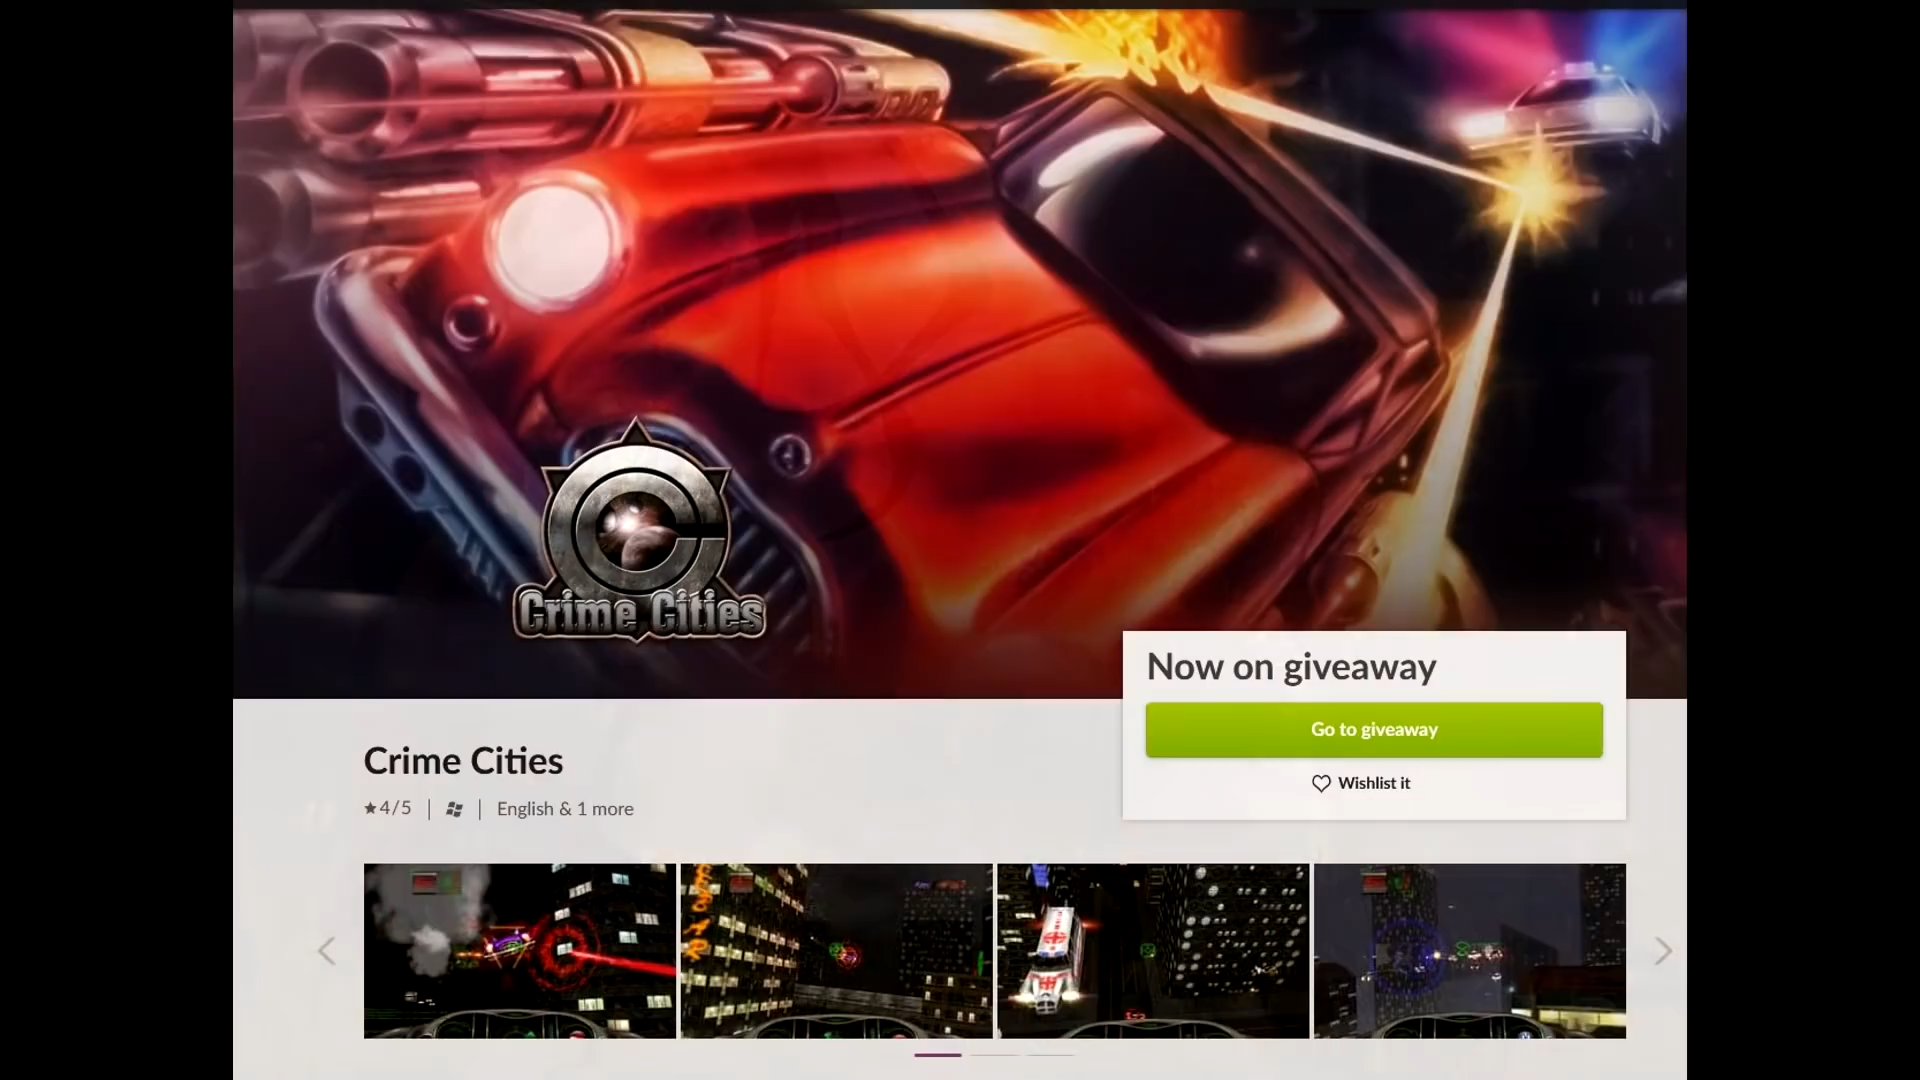 Crime Cities
Now on giveaway
Go to giveaway
Wishlist it
Crime Cities
4/5
English & 1 more